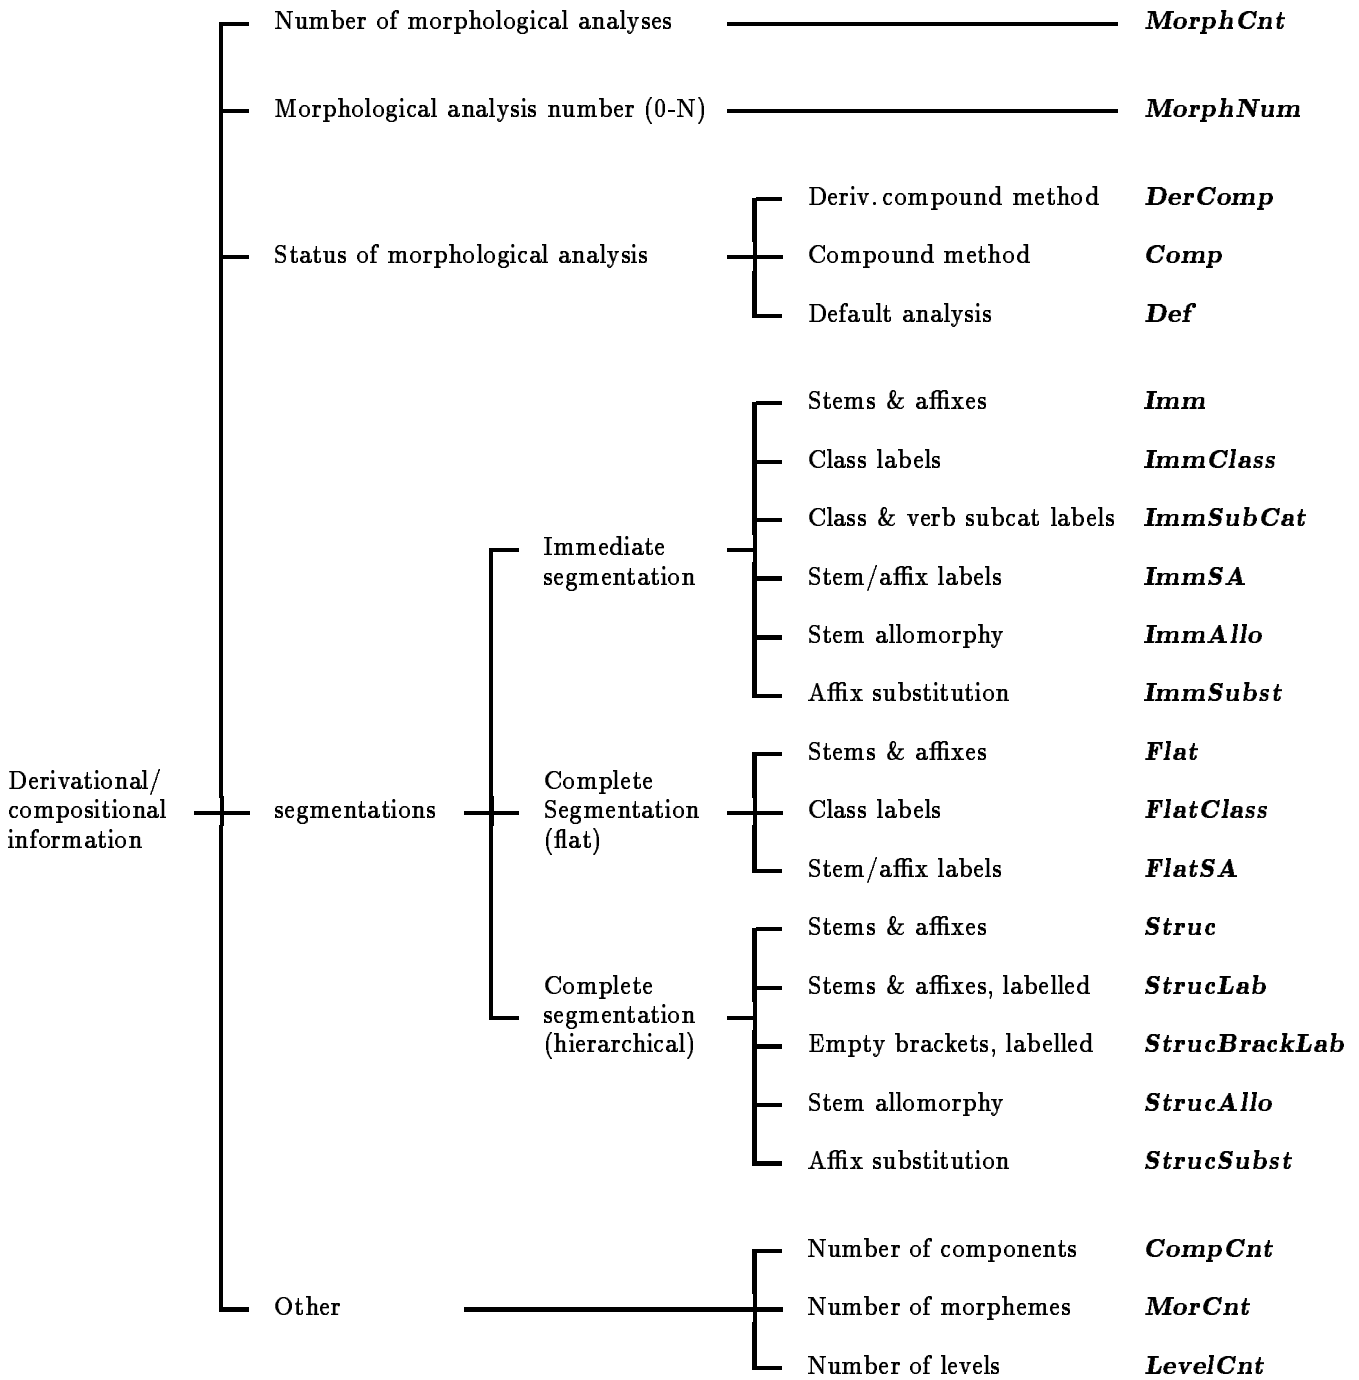 Number of morphological analyses MorphCnt
Morphological analysis number (0-N) MorphNum
Deriv. compound method DerComp
Status of morphological analysis Compound method Comp
Default analysis Def
Stems & affixes Imm
Class labels ImmClass
Class & verb subcat labels ImmSubCat
Immediate
segmentation Stem/affix labels ImmSA
Stem allomorphy ImmAllo
Affix substitution ImmSubst
Stems & affixes Flat
Derivational/ Complete
compositional segmentations Segmentation Class labels FlatClass
information (flat)
Stem/affix labels FlatSA
Stems & affixes Struc
Complete Stems & affixes, labelled StrucLab
segmentation
(hierarchical) Empty brackets, labelled StrucBrackLab
Stem allomorphy StrucAllo
Affix substitution StrucSubst
Number of components CompCnt
Other Number of morphemes MorCnt
Number of levels LevelCnt